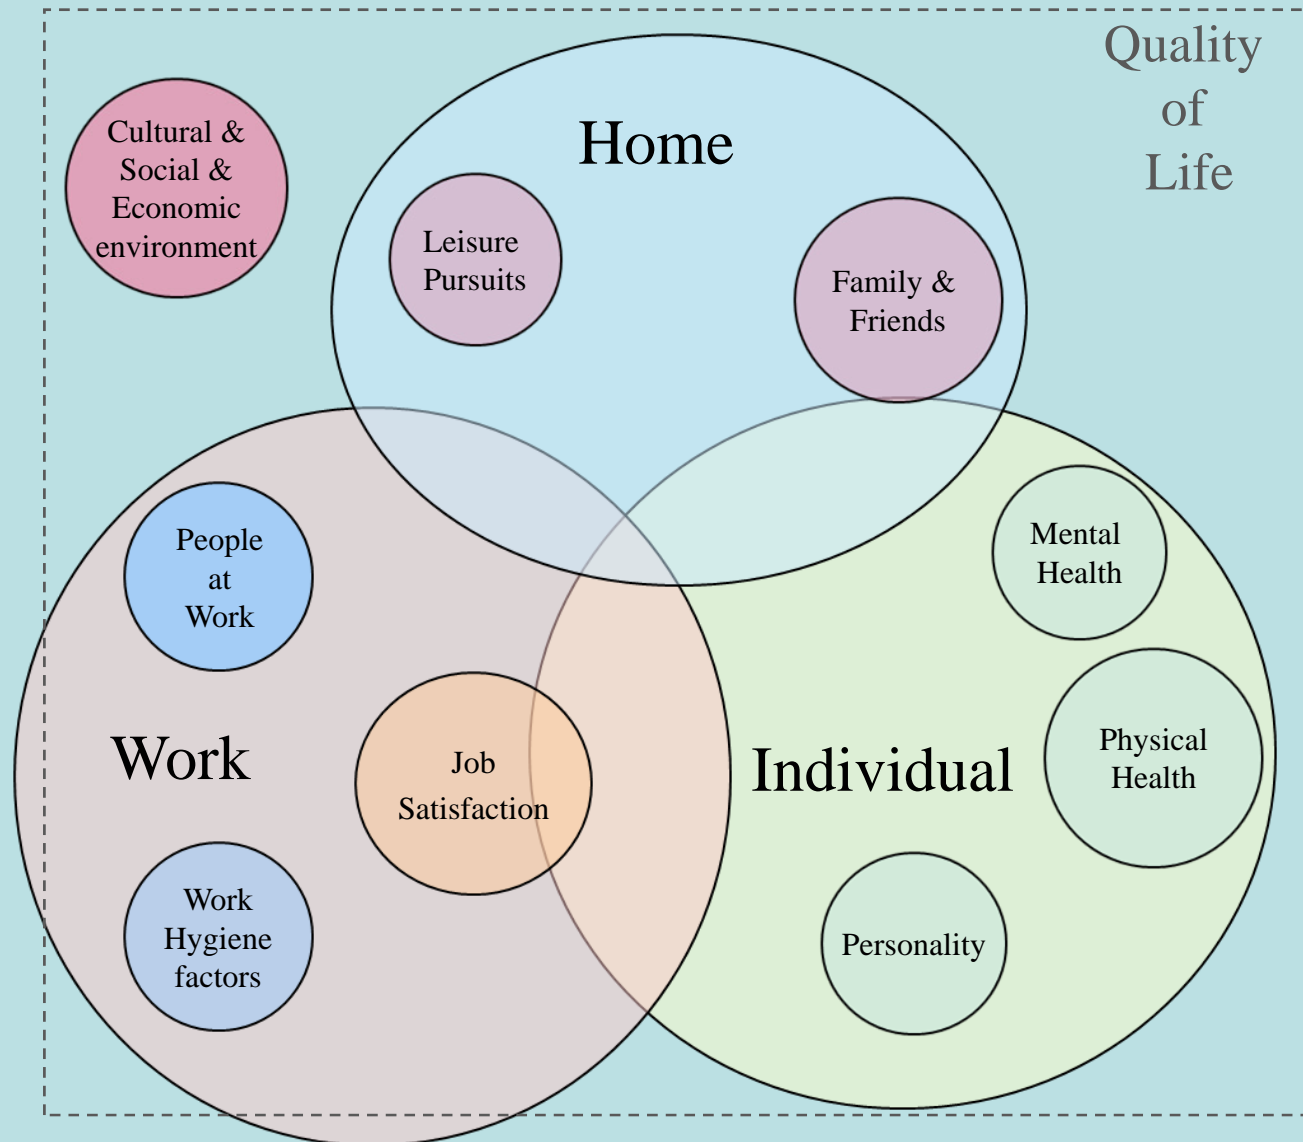 Quality
of
Life
Cultural &
Social &
Economic
environment
Home
Leisure
Pursuits
Family &
Friends
People
at
Work
Mental
Health
Work
Job
Satisfaction
Individual
Physical
Health
Work
Hygiene
factors
Personality